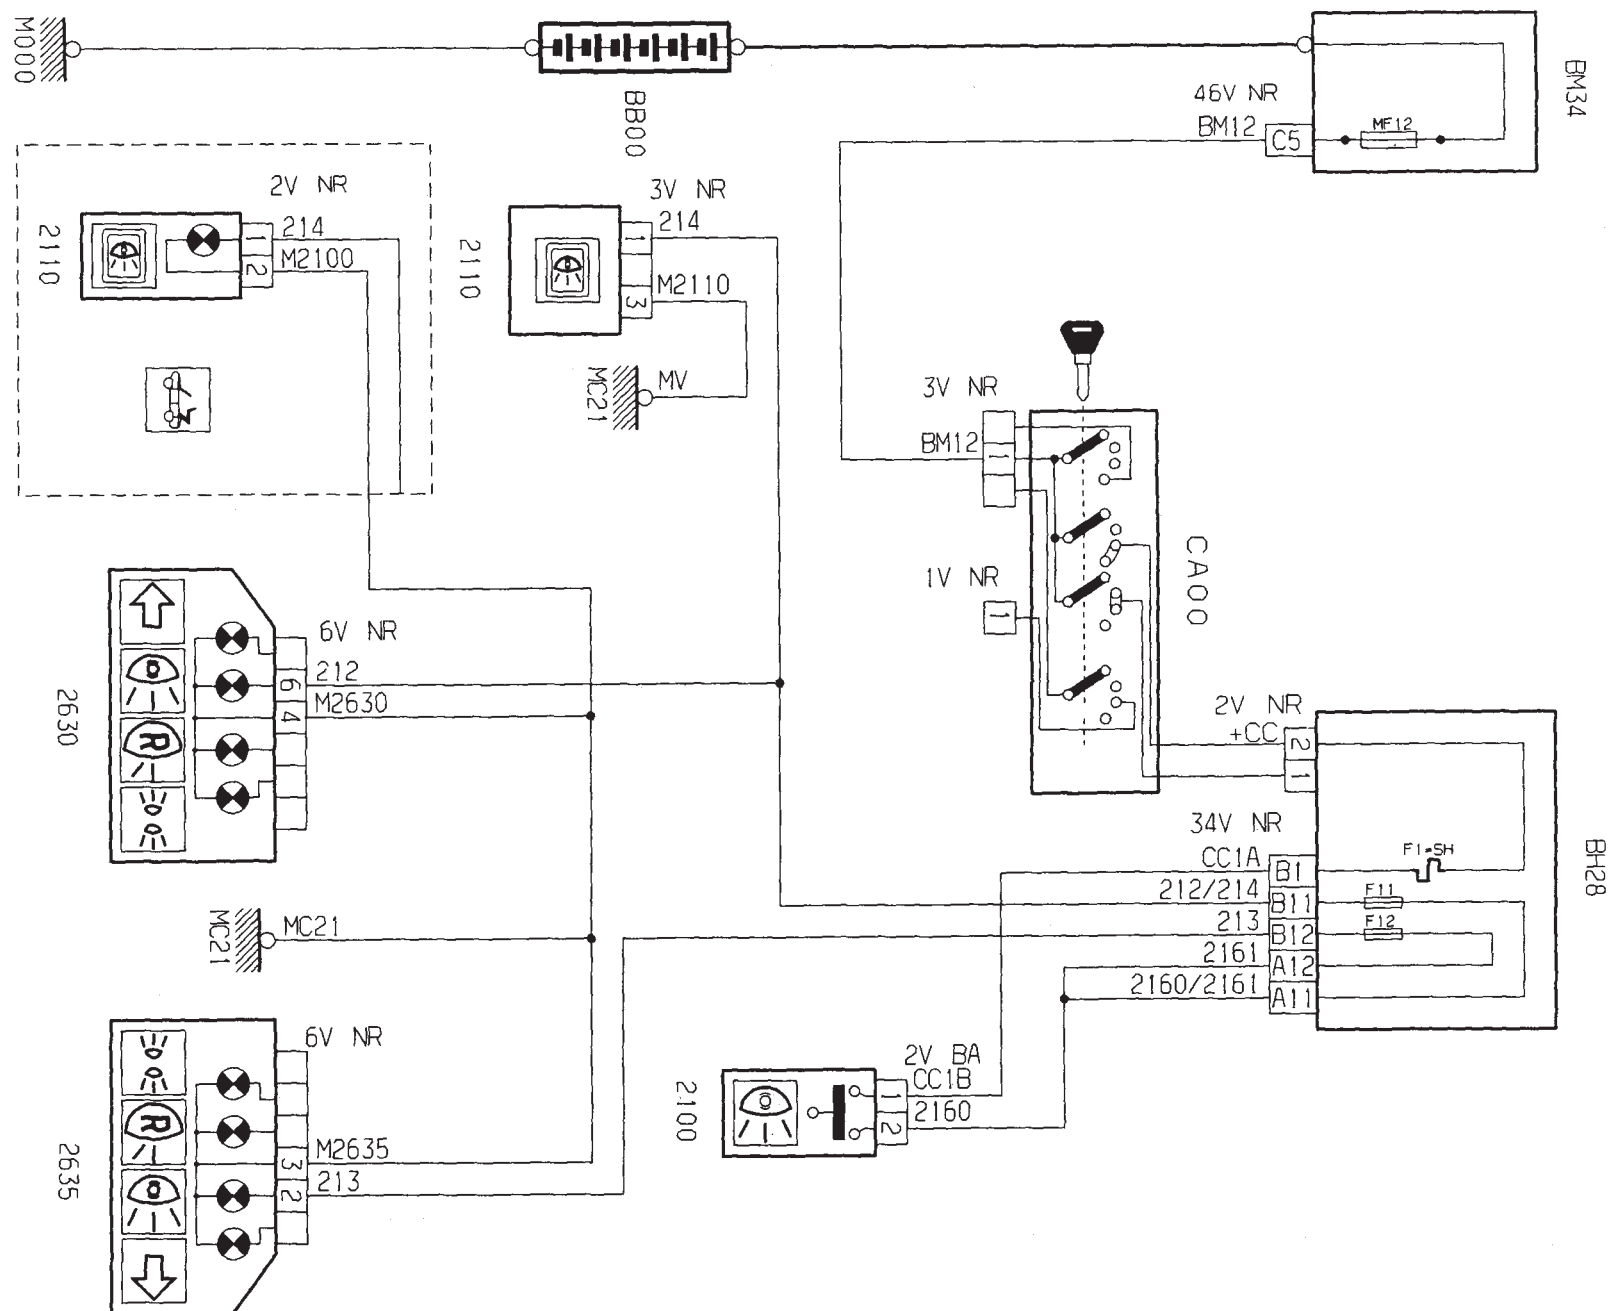 M000
BB00
BM34
46V NR
BM12
C5
MF12
2V NR
214
M2100
1
2
2110
3V NR
214
M2110
1
3
2110
MV
MC21
3V NR
BM12
1
CA00
1V NR
1
6V NR
212
M2630
6
4
R
2630
2V NR
+CC
2
1
34V NR
CC1A
B1
F1=SH
212/214
B11
F11
213
B12
F12
2161
A12
2160/2161
A11
BH28
MC21
MC21
6V NR
M2635
213
3
2
R
2635
2V BA
CC1B
2160
1
2
2100